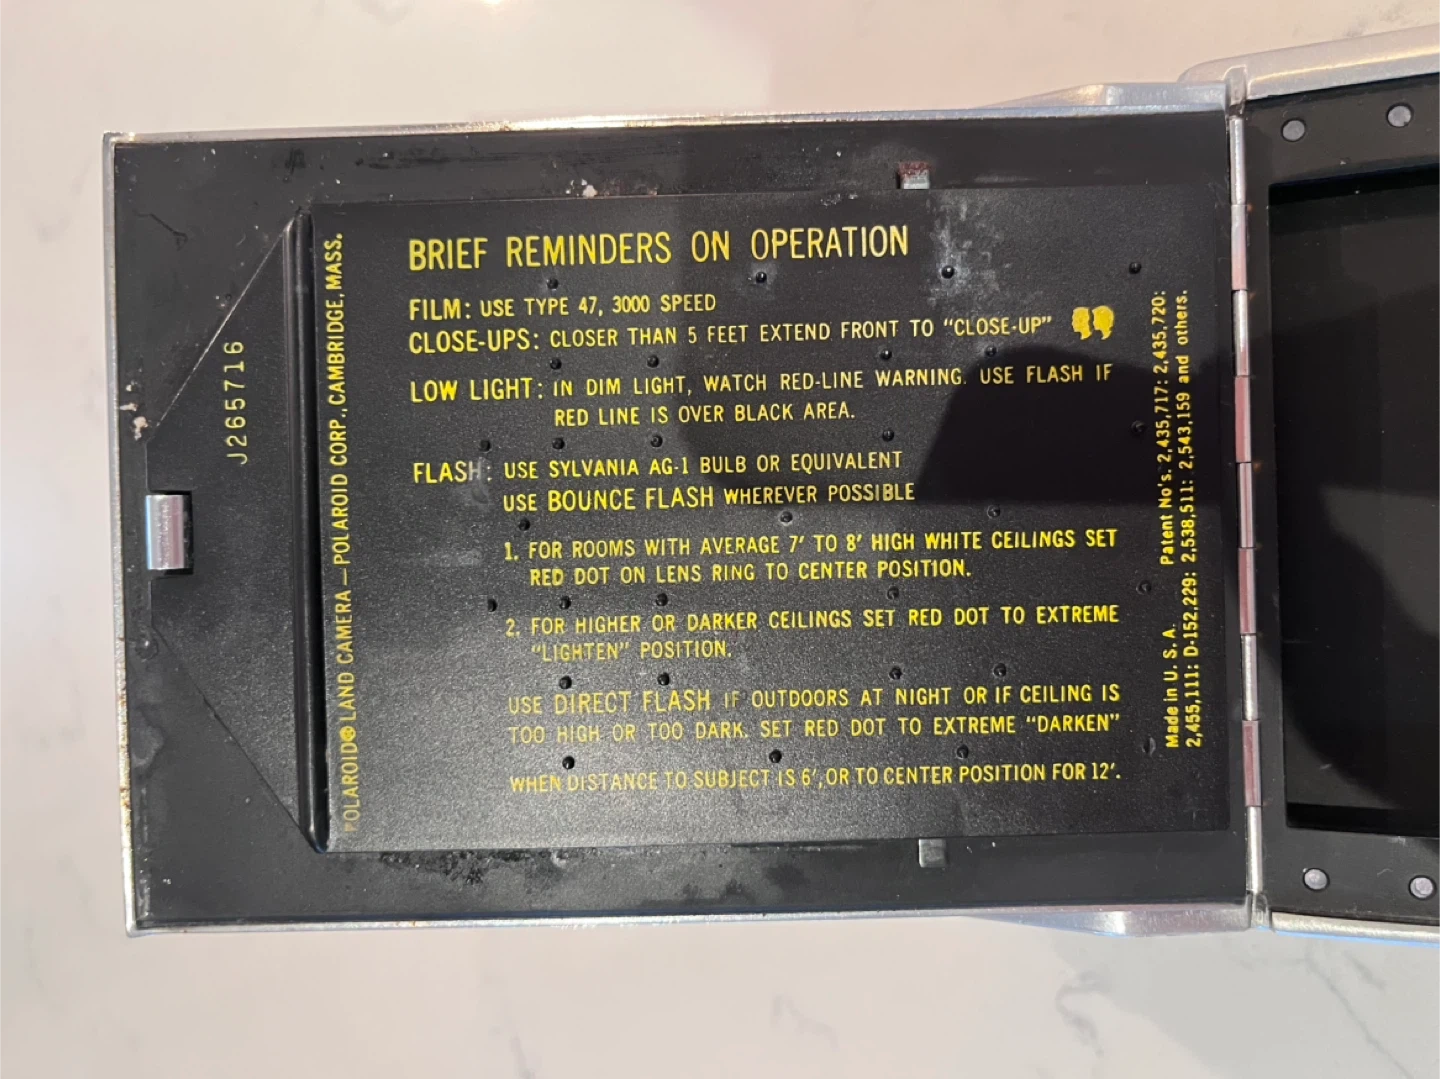 BRIEF REMINDERS ON OPERATION
FILM: USE TYPE 47, 3000 SPEED
CLOSE-UPS: CLOSER THAN 5 FEET EXTEND FRONT TO "CLOSE-UP"
LOW LIGHT: IN DIM LIGHT, WATCH RED-LINE WARNING. USE FLASH IF
RED LINE IS OVER BLACK AREA.
FLASH: USE SYLVANIA AG-1 BULB OR EQUIVALENT
USE BOUNCE FLASH WHEREVER POSSIBLE
1. FOR ROOMS WITH AVERAGE 7' TO 8' HIGH WHITE CEILINGS SET
RED DOT ON LENS RING TO CENTER POSITION.
2. FOR HIGHER OR DARKER CEILINGS SET RED DOT TO EXTREME
"LIGHTEN" POSITION.
USE DIRECT FLASH IF OUTDOORS AT NIGHT OR IF CEILING IS
TOO HIGH OR TOO DARK. SET RED DOT TO EXTREME "DARKEN"
WHEN DISTANCE TO SUBJECT IS 6', OR TO CENTER POSITION FOR 12'.
J265716
POLAROID® LAND CAMERA — POLAROID CORP., CAMBRIDGE, MASS.
Made in U. S. A. Patent No's. 2,435,717: 2,435,720:
2,455,111: D-152,229: 2,538,511: 2,543,159 and others.